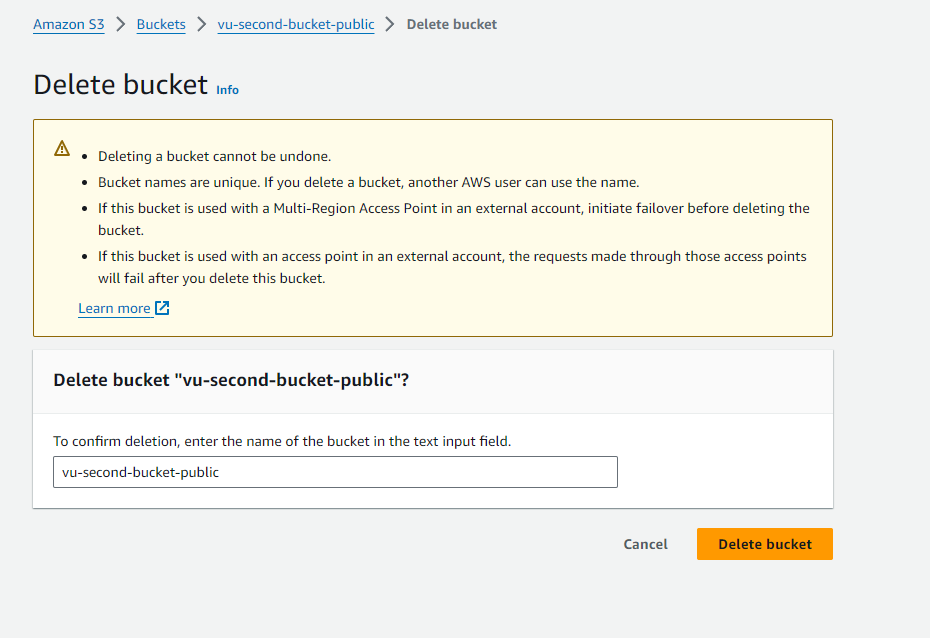 Amazon S3 > Buckets > vu-second-bucket-public > Delete bucket
Delete bucket Info
• Deleting a bucket cannot be undone.
• Bucket names are unique. If you delete a bucket, another AWS user can use the name.
• If this bucket is used with a Multi-Region Access Point in an external account, initiate failover before deleting the
bucket.
• If this bucket is used with an access point in an external account, the requests made through those access points
will fail after you delete this bucket.
Learn more
Delete bucket "vu-second-bucket-public"?
To confirm deletion, enter the name of the bucket in the text input field.
vu-second-bucket-public
Cancel Delete bucket